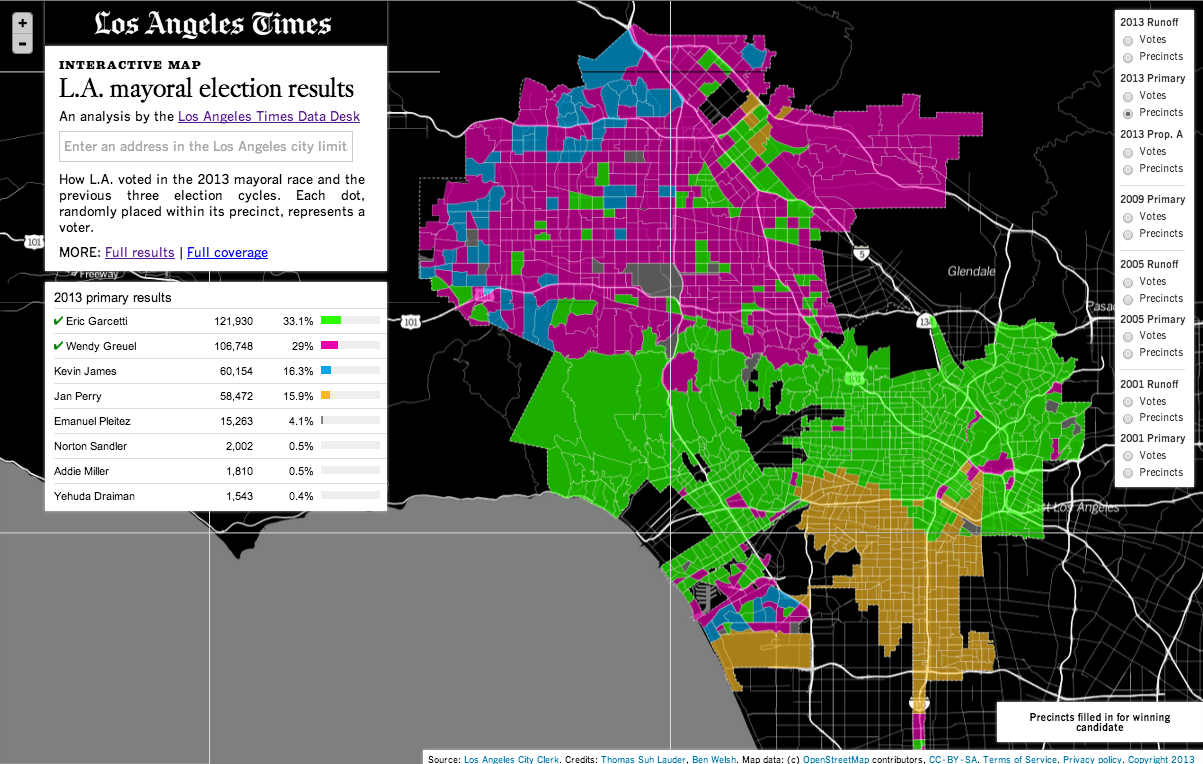 +
-
Los Angeles Times
INTERACTIVE MAP
L.A. mayoral election results
An analysis by the Los Angeles Times Data Desk
Enter an address in the Los Angeles city limit
How L.A. voted in the 2013 mayoral race and the
previous three election cycles. Each dot,
randomly placed within its precinct, represents a
voter.
MORE: Full results | Full coverage
101
Freeway
2013 primary results
✔ Eric Garcetti 121,930 33.1%
✔ Wendy Greuel 106,748 29%
Kevin James 60,154 16.3%
Jan Perry 58,472 15.9%
Emanuel Pleitez 15,263 4.1%
Norton Sandler 2,002 0.5%
Addie Miller 1,810 0.5%
Yehuda Draiman 1,543 0.4%
101
5
Glendale
134
101
East Los Angeles
110
2013 Runoff
Votes
Precincts
2013 Primary
Votes
Precincts
2013 Prop. A
Votes
Precincts
2009 Primary
Votes
Precincts
2005 Runoff
Votes
Precincts
2005 Primary
Votes
Precincts
2001 Runoff
Votes
Precincts
2001 Primary
Votes
Precincts
Precincts filled in for winning
candidate
Source: Los Angeles City Clerk. Credits: Thomas Suh Lauder, Ben Welsh. Map data: (c) OpenStreetMap contributors, CC-BY-SA. Terms of Service. Privacy policy. Copyright 2013